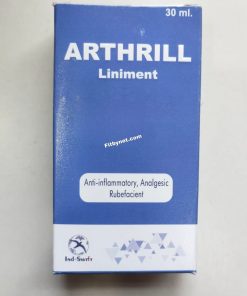 30 ml.
ARTHRILL
Liniment
Fitbynet.com
Anti-inflammatory, Analgesic
Rubefacient
Ind-Swift